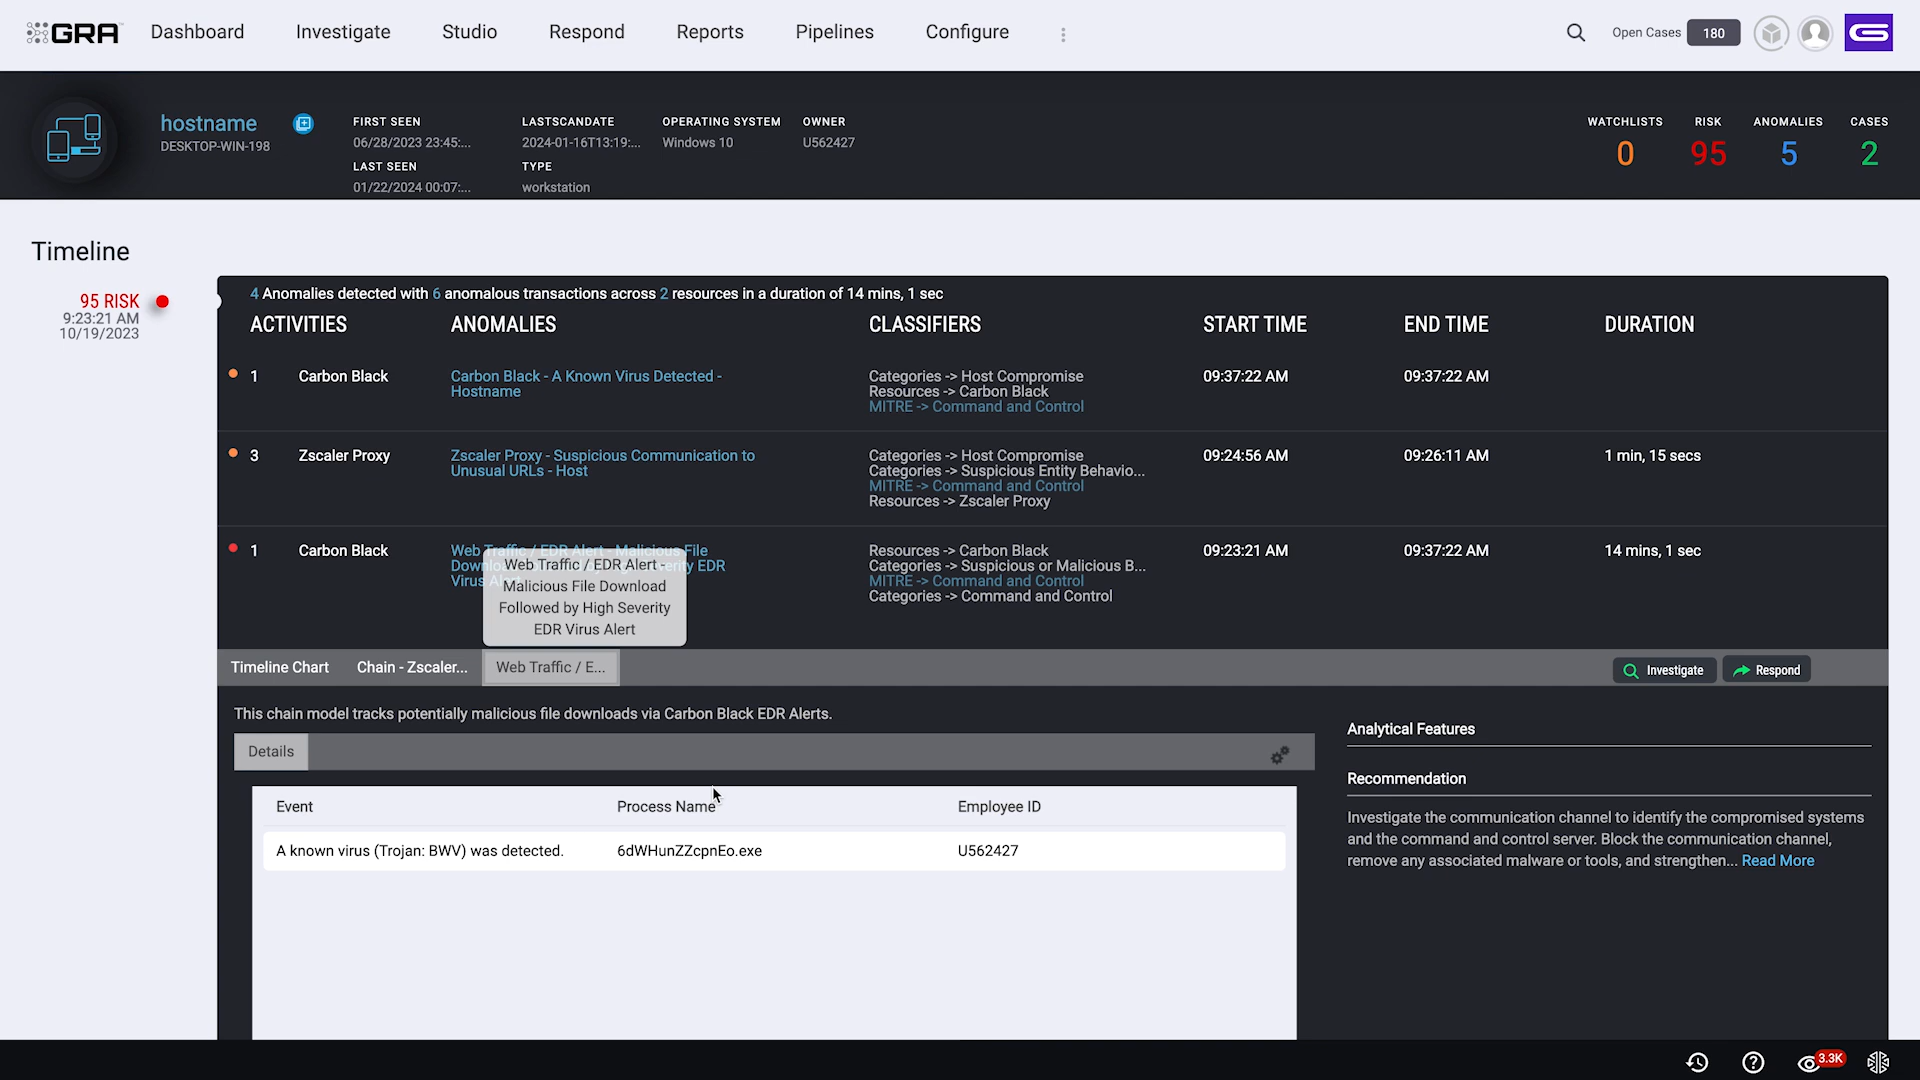 GRA
Dashboard
Investigate
Studio
Respond
Reports
Pipelines
Configure
Open Cases 180
hostname
DESKTOP-WIN-198
FIRST SEEN
06/28/2023 23:45:...
LAST SEEN
01/22/2024 00:07:...
LASTSCANDATE
2024-01-16T13:19:...
TYPE
workstation
OPERATING SYSTEM
Windows 10
OWNER
U562427
WATCHLISTS
0
RISK
95
ANOMALIES
5
CASES
2
Timeline
95 RISK
9:23:21 AM
10/19/2023
4 Anomalies detected with 6 anomalous transactions across 2 resources in a duration of 14 mins, 1 sec
ACTIVITIES ANOMALIES CLASSIFIERS START TIME END TIME DURATION
1 Carbon Black
Carbon Black - A Known Virus Detected -
Hostname
Categories -> Host Compromise
Resources -> Carbon Black
MITRE -> Command and Control
09:37:22 AM
09:37:22 AM
3 Zscaler Proxy
Zscaler Proxy - Suspicious Communication to
Unusual URLs - Host
Categories -> Host Compromise
Categories -> Suspicious Entity Behavio...
MITRE -> Command and Control
Resources -> Zscaler Proxy
09:24:56 AM
09:26:11 AM
1 min, 15 secs
1 Carbon Black
Web Traffic / EDR Alert - Malicious File
EDR
Virus
Resources -> Carbon Black
Categories -> Suspicious or Malicious B...
MITRE -> Command and Control
Categories -> Command and Control
09:23:21 AM
09:37:22 AM
14 mins, 1 sec
Web Traffic / EDR Alert -
Malicious File Download
Followed by High Severity
EDR Virus Alert
Timeline Chart
Chain - Zscaler...
Web Traffic / E...
Investigate
Respond
This chain model tracks potentially malicious file downloads via Carbon Black EDR Alerts.
Details
Event Process Name Employee ID
A known virus (Trojan: BWV) was detected. 6dWHunZZcpnEo.exe U562427
Analytical Features
Recommendation
Investigate the communication channel to identify the compromised systems
and the command and control server. Block the communication channel,
remove any associated malware or tools, and strengthen... Read More
3.3K